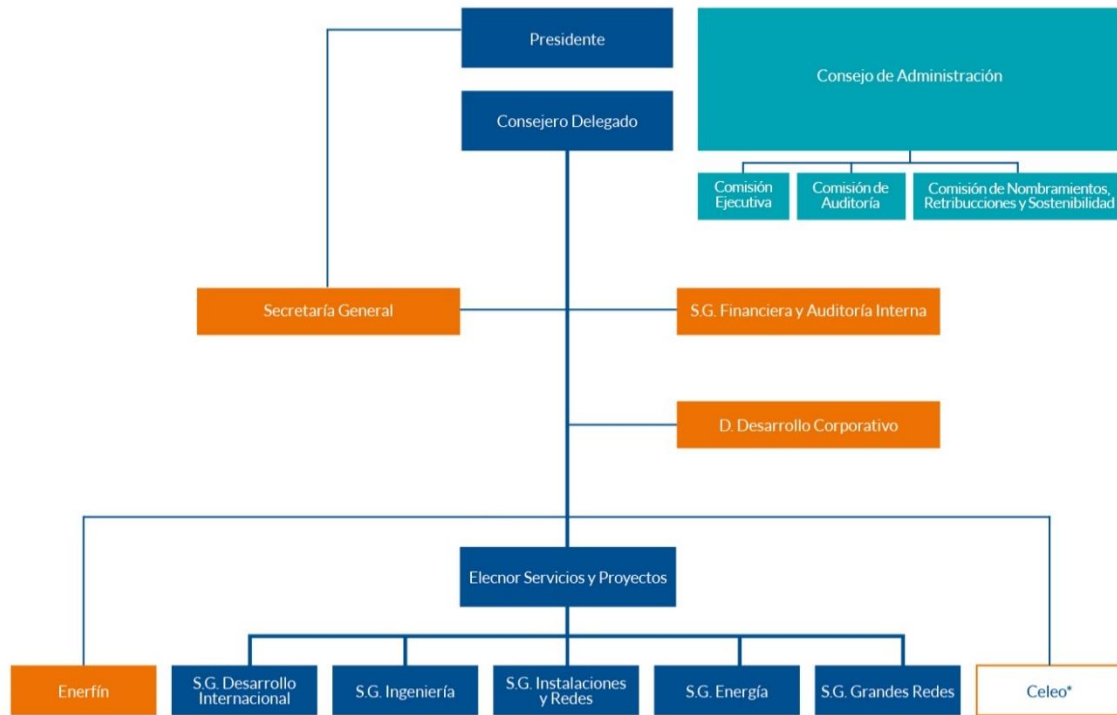 Presidente
Consejo de Administración
Consejero Delegado
Comisión
Ejecutiva
Comisión de
Auditoría
Comisión de Nombramientos,
Retribucciones y Sostenibilidad
Secretaría General
S.G. Financiera y Auditoría Interna
D. Desarrollo Corporativo
Elecnor Servicios y Proyectos
Enerfín
S.G. Desarrollo
Internacional
S.G. Ingeniería
S.G. Instalaciones
y Redes
S.G. Energía
S.G. Grandes Redes
Celeo*